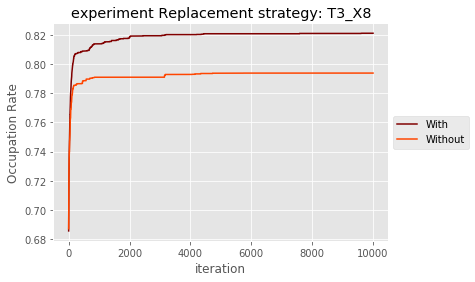 experiment Replacement strategy: T3_X8
0.82
0.80
0.78
0.76
0.74
0.72
0.70
0.68
Occupation Rate
0
2000
4000
6000
8000
10000
iteration
With
Without